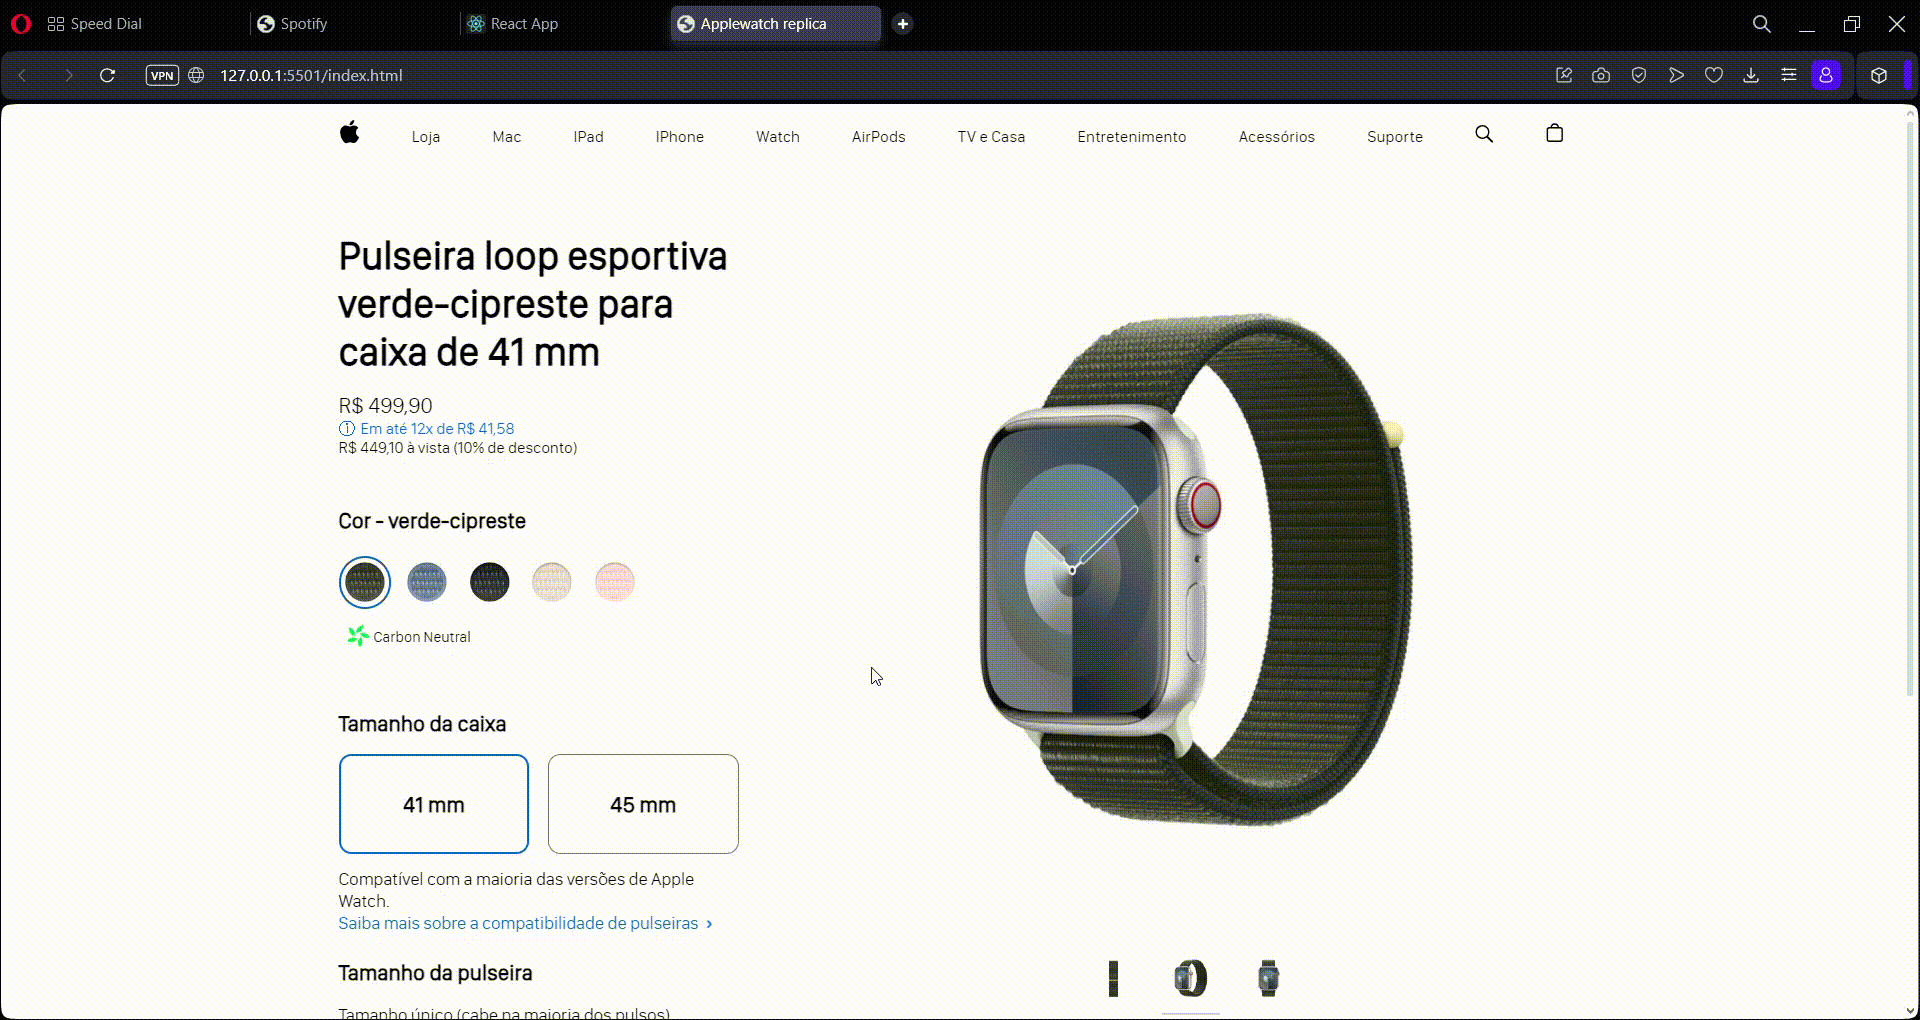 Speed Dial
Spotify
React App
Applewatch replica
VPN
127.0.0.1:5501/index.html
Loja
Mac
IPad
IPhone
Watch
AirPods
TV e Casa
Entretenimento
Acessórios
Suporte
Pulseira loop esportiva
verde-cipreste para
caixa de 41 mm
R$ 499,90
Em até 12x de R$ 41,58
R$ 449,10 à vista (10% de desconto)
Cor - verde-cipreste
Carbon Neutral
Tamanho da caixa
41 mm
45 mm
Compatível com a maioria das versões de Apple
Watch.
Saiba mais sobre a compatibilidade de pulseiras ›
Tamanho da pulseira
Tamanho único (cabe na maioria dos pulsos)